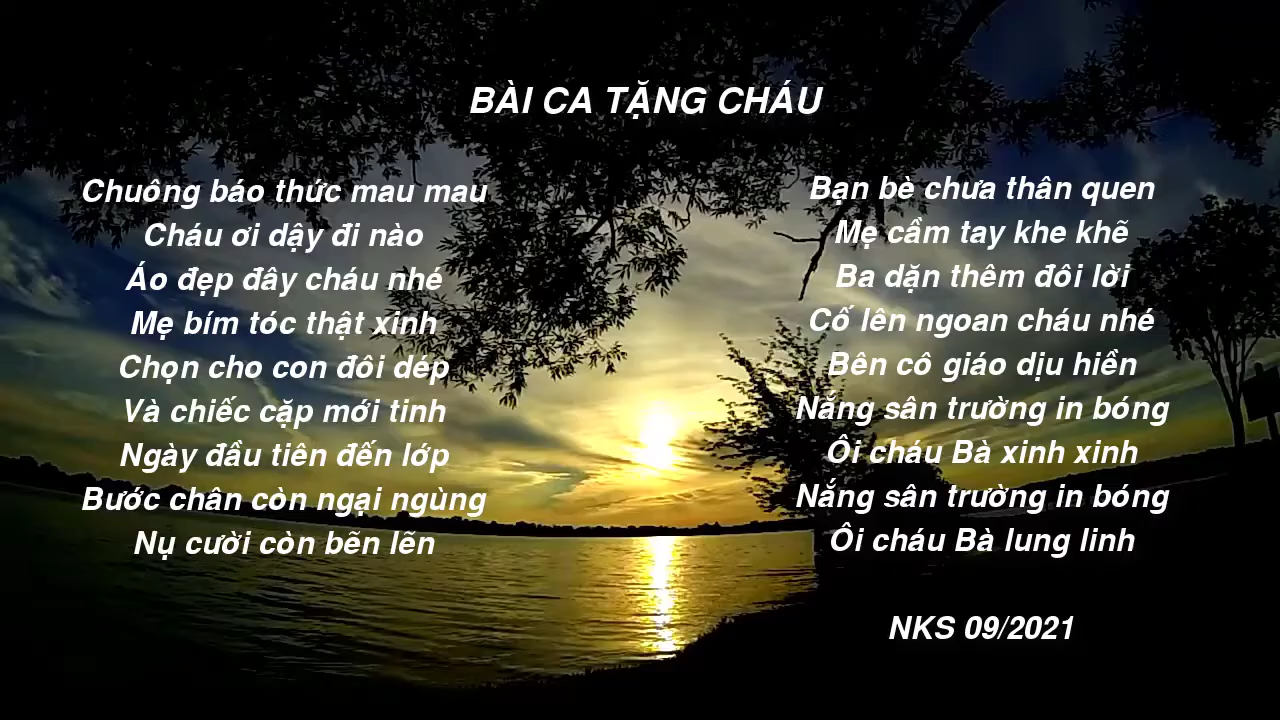 BÀI CA TẶNG CHÁU
Chuông báo thức mau mau
Cháu ơi dậy đi nào
Áo đẹp đây cháu nhé
Mẹ bím tóc thật xinh
Chọn cho con đôi dép
Và chiếc cặp mới tinh
Ngày đầu tiên đến lớp
Bước chân còn ngại ngùng
Nụ cười còn bẽn lẽn
Bạn bè chưa thân quen
Mẹ cầm tay khe khẽ
Ba dặn thêm đôi lời
Cố lên ngoan cháu nhé
Bên cô giáo dịu hiền
Nắng sân trường in bóng
Ôi cháu Bà xinh xinh
Nắng sân trường in bóng
Ôi cháu Bà lung linh
NKS 09/2021